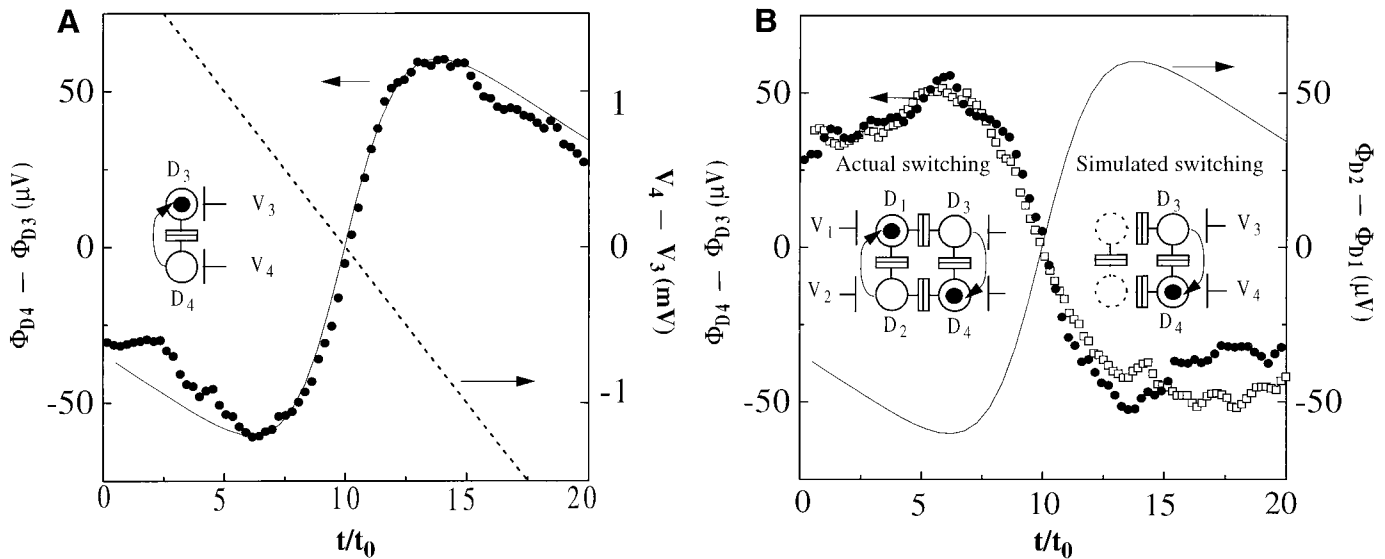 A
50
0
-50
Φ_D4 — Φ_D3 (μV)
D_3
V_3
V_4
D_4
1
0
-1
V_4 — V_3 (mV)
0
5
10
15
20
t/t_0
B
50
0
-50
Φ_D4 — Φ_D3 (μV)
Actual switching
V_1
D_1
D_3
V_2
D_2
D_4
Simulated switching
D_3
V_3
V_4
D_4
50
0
-50
Φ_D2 — Φ_D1 (μV)
0
5
10
15
20
t/t_0